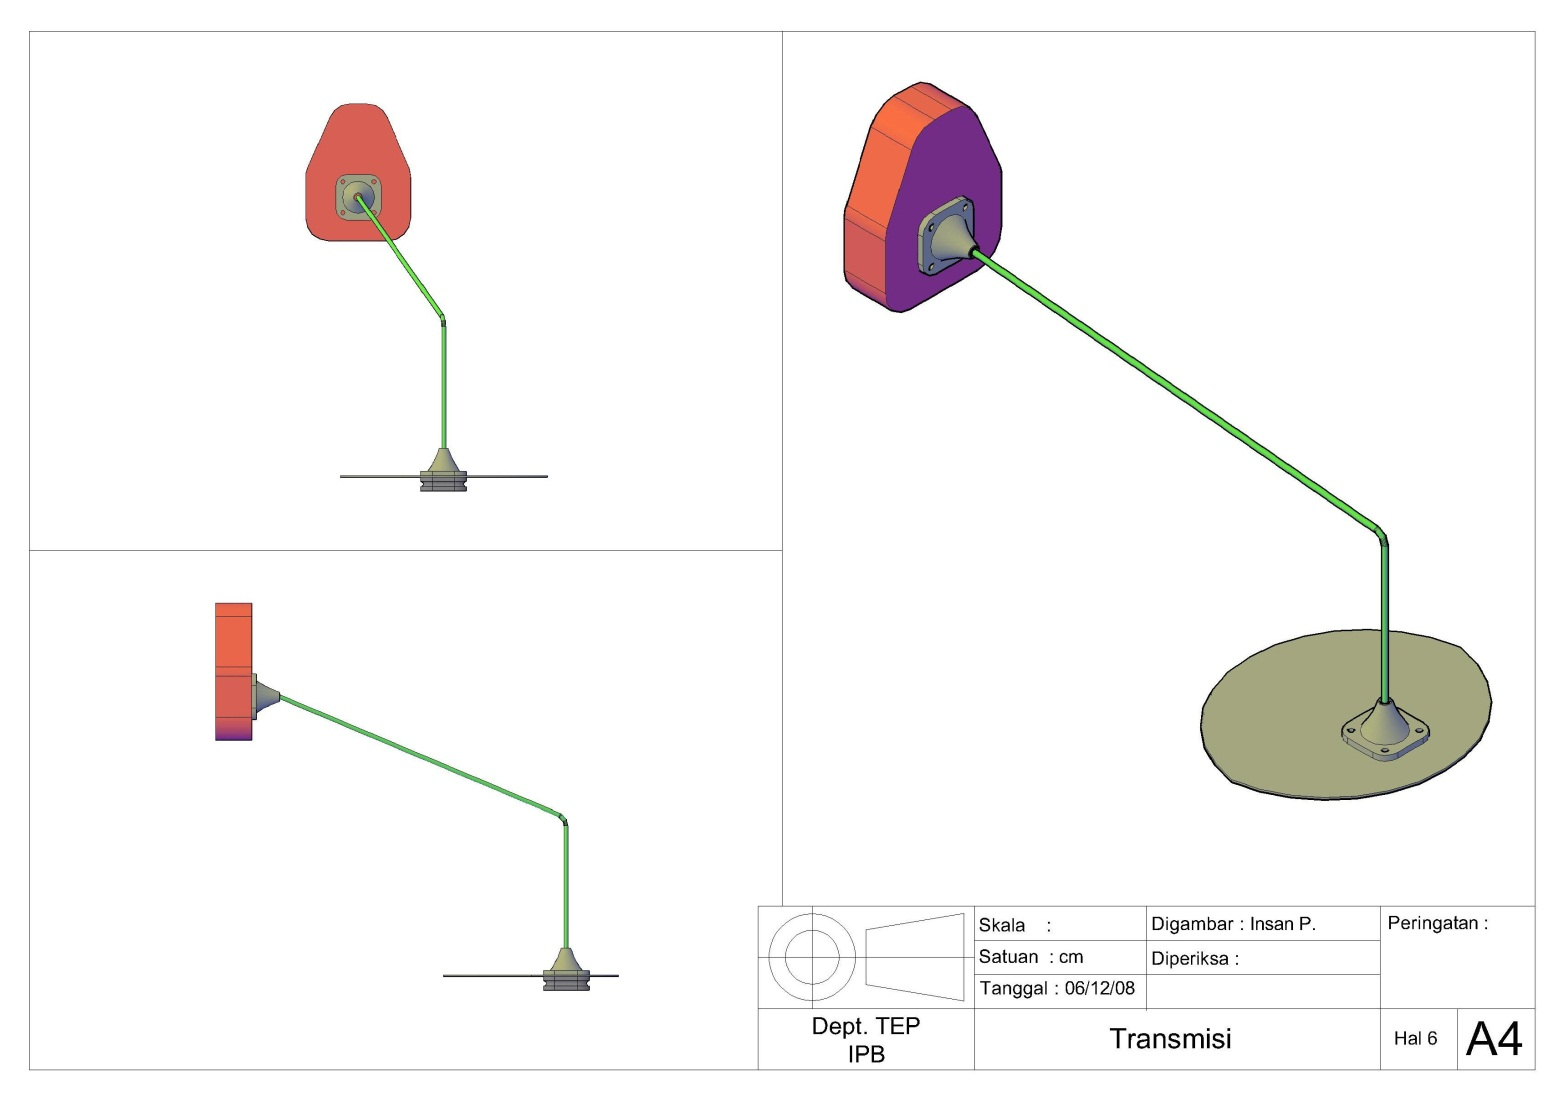 Skala :
Satuan : cm
Tanggal : 06/12/08
Digambar : Insan P.
Diperiksa :
Peringatan :
Dept. TEP
IPB
Transmisi
Hal 6
A4